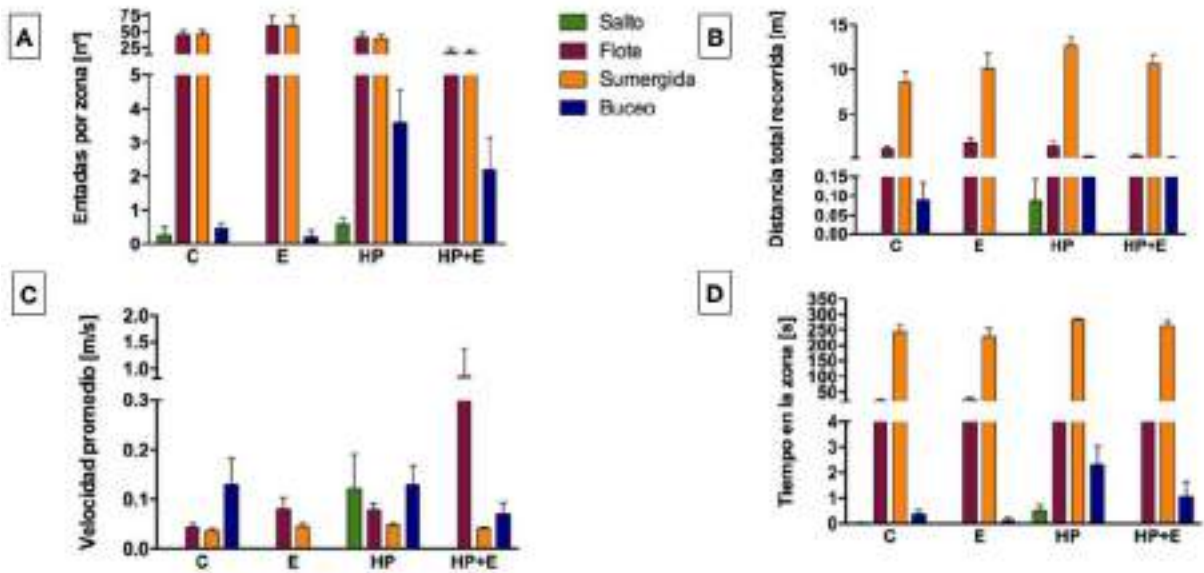 A
Entadas por zona [nº]
75
50
25
5
4
3
2
1
0
C E HP HP+E
Salto
Flote
Sumergida
Buceo
B
Distancia total recorrida [m]
15
10
5
0.15
0.10
0.05
0.00
C E HP HP+E
C
Velocidad promedio [m/s]
2.0
1.5
1.0
0.3
0.2
0.1
0.0
C E HP HP+E
D
Tiempo en la zona [s]
350
300
250
200
150
100
50
4
3
2
1
0
C E HP HP+E